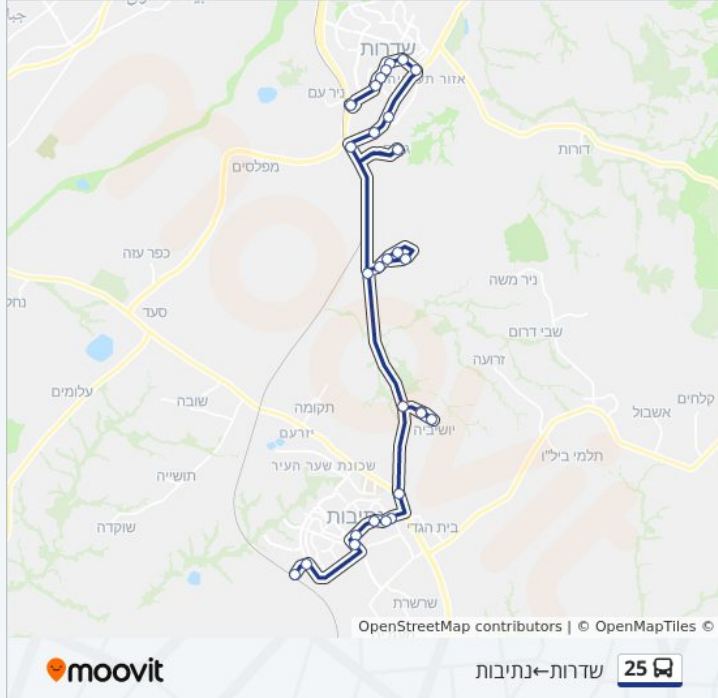 שדרות
אזור תעשייה
ניר עם
מפלסים
דורות
כפר עזה
סעד
ניר משה
שבי דרום
זרועה
עלומים
שובה
תקומה
יזרעם
שכונת שער העיר
תושייה
שוקדה
יושיביה
קלחים
אשבול
תלמי ביל"ו
נתיבות
בית הגדי
שרשרת
OpenStreetMap contributors | © OpenMapTiles ©
moovit
שדרות←נתיבות
25